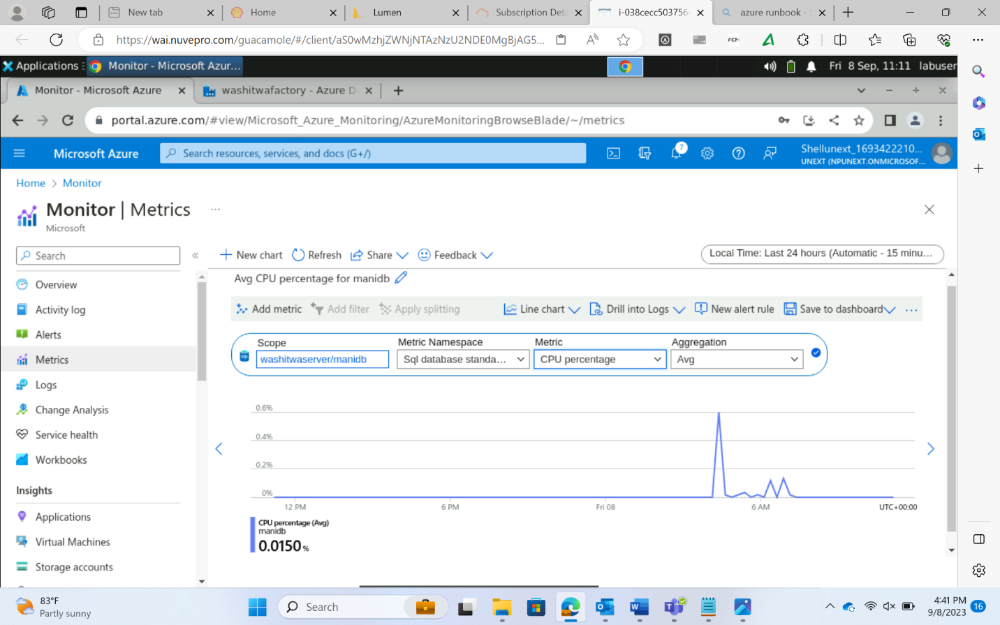 New tab
Home
Lumen
Subscription Deta
i-038cecc5037564
azure runbook - S
https://wai.nuvepro.com/guacamole/#/client/aS0wMzhjZWNjNTAzNzU2NDE0MgBjAG5...
FCM
Applications
Monitor - Microsoft Azur...
Fri 8 Sep, 11:11 labuser
Monitor - Microsoft Azure
washitwafactory - Azure D
portal.azure.com/#view/Microsoft_Azure_Monitoring/AzureMonitoringBrowseBlade/~/metrics
Microsoft Azure
Search resources, services, and docs (G+/)
7
Shellunext_1693422210...
UNEXT (NPUNEXT.ONMICROSOF...
Home > Monitor
Monitor | Metrics ...
Microsoft
Search
«
New chart
Refresh
Share
Feedback
Local Time: Last 24 hours (Automatic - 15 minu...
Overview
Activity log
Alerts
Metrics
Logs
Change Analysis
Service health
Workbooks
Insights
Applications
Virtual Machines
Storage accounts
Avg CPU percentage for manidb
Add metric
Add filter
Apply splitting
Line chart
Drill into Logs
New alert rule
Save to dashboard
...
Scope
Metric Namespace
Metric
Aggregation
SQL
washitwaserver/manidb
Sql database standa...
CPU percentage
Avg
0.6%
0.4%
0.2%
0%
12 PM
6 PM
Fri 08
6 AM
UTC+00:00
CPU percentage (Avg)
manidb
0.0150 %
83°F
Partly sunny
Search
4:41 PM
9/8/2023
16